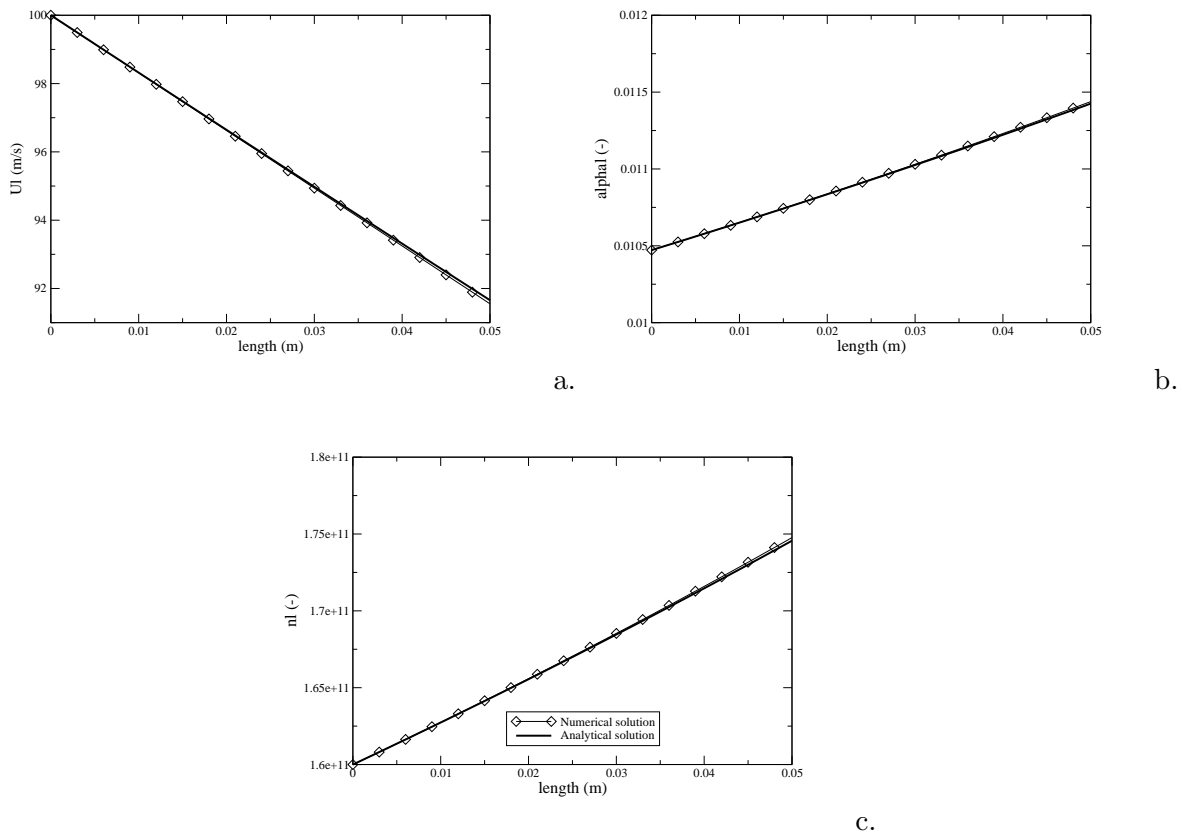 100
98
96
94
92
Ul (m/s)
0
0.01
0.02
0.03
0.04
0.05
length (m)
a.
0.012
0.0115
0.011
0.0105
0.01
alphal (-)
0
0.01
0.02
0.03
0.04
0.05
length (m)
b.
1.8e+11
1.75e+11
1.7e+11
1.65e+11
1.6e+11
nl (-)
Numerical solution
Analytical solution
0
0.01
0.02
0.03
0.04
0.05
length (m)
c.